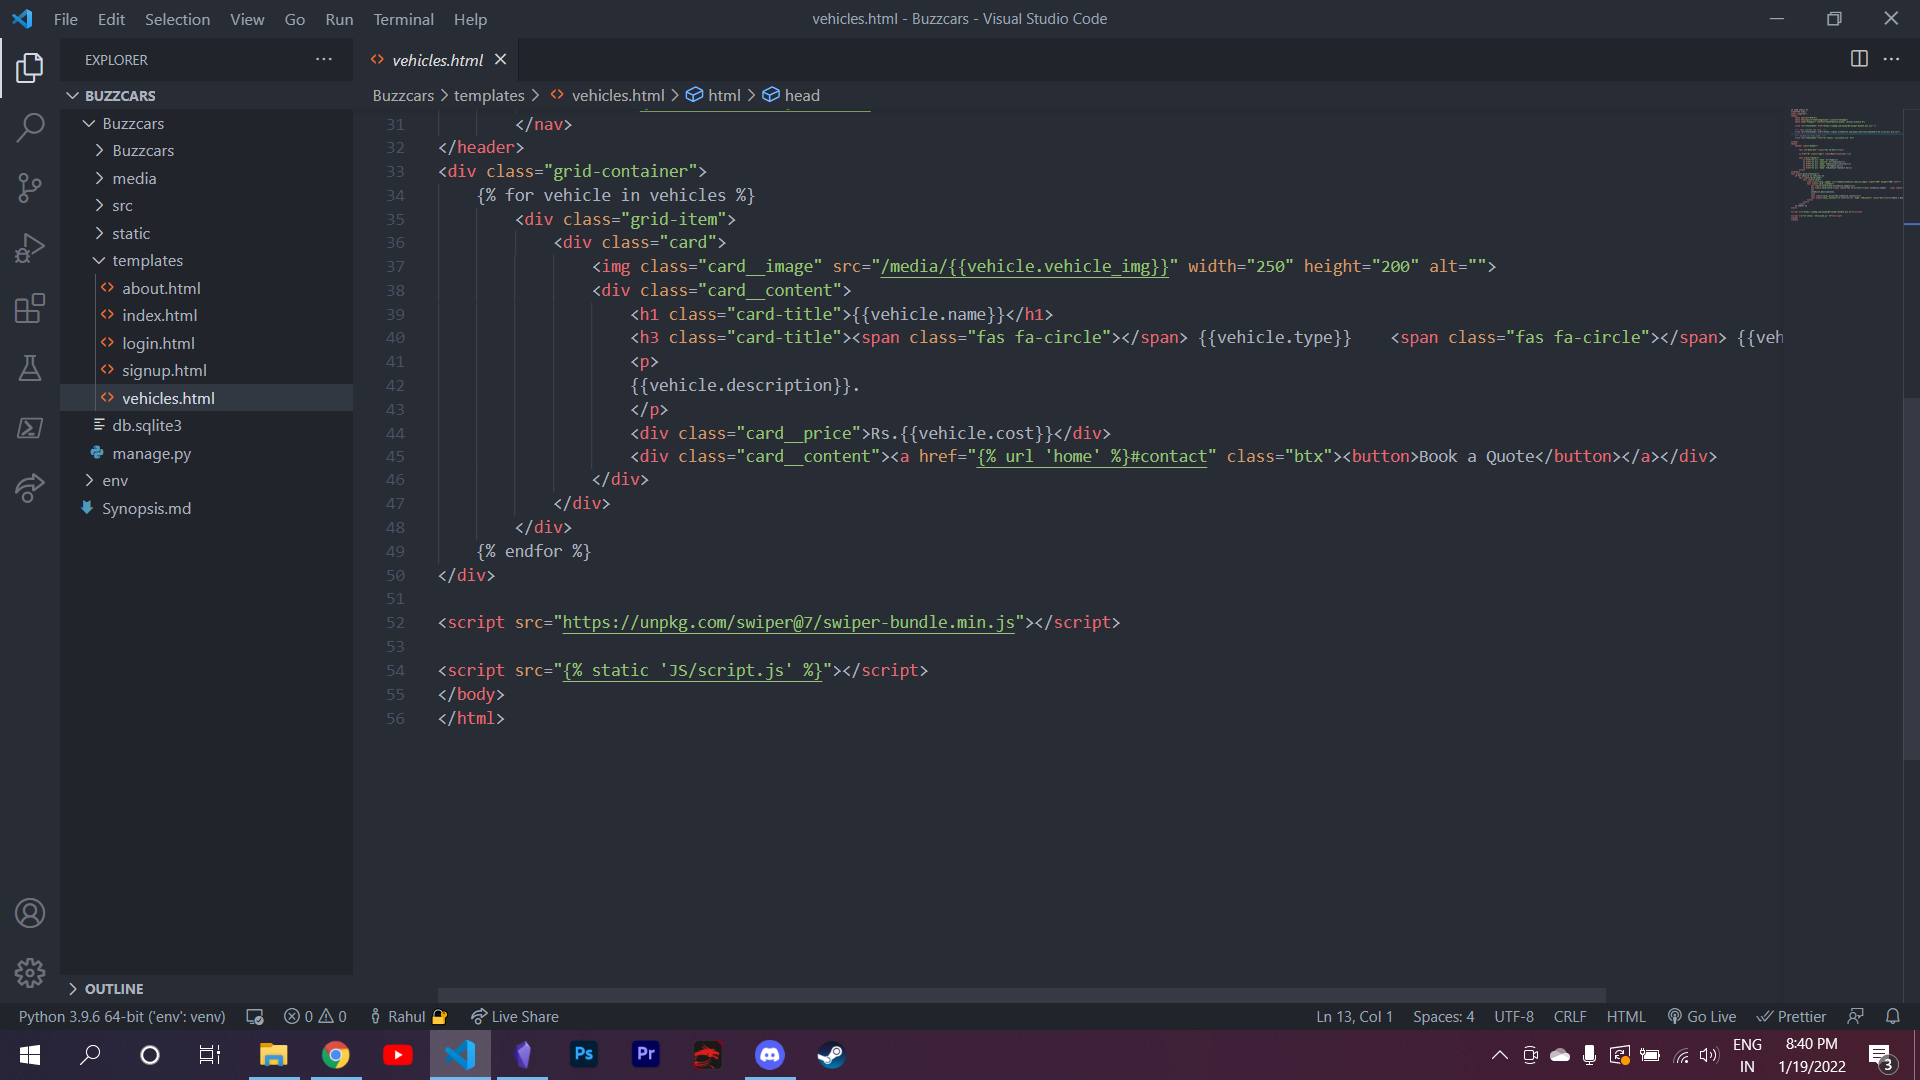 File Edit Selection View Go Run Terminal Help
vehicles.html - Buzzcars - Visual Studio Code
EXPLORER
vehicles.html
BUZZCARS
Buzzcars
Buzzcars
media
src
static
templates
about.html
index.html
login.html
signup.html
vehicles.html
db.sqlite3
manage.py
env
Synopsis.md
OUTLINE
Buzzcars > templates > vehicles.html > html > head
31 </nav>
32 </header>
33 <div class="grid-container">
34 {% for vehicle in vehicles %}
35 <div class="grid-item">
36 <div class="card">
37 <img class="card__image" src="/media/{{vehicle.vehicle_img}}" width="250" height="200" alt="">
38 <div class="card__content">
39 <h1 class="card-title">{{vehicle.name}}</h1>
40 <h3 class="card-title"><span class="fas fa-circle"></span> {{vehicle.type}} <span class="fas fa-circle"></span> {{veh
41 <p>
42 {{vehicle.description}}.
43 </p>
44 <div class="card__price">Rs.{{vehicle.cost}}</div>
45 <div class="card__content"><a href="{% url 'home' %}#contact" class="btx"><button>Book a Quote</button></a></div>
46 </div>
47 </div>
48 </div>
49 {% endfor %}
50 </div>
51
52 <script src="https://unpkg.com/swiper@7/swiper-bundle.min.js"></script>
53
54 <script src="{% static 'JS/script.js' %}"></script>
55 </body>
56 </html>
Python 3.9.6 64-bit ('env': venv) 0 0 Rahul Live Share Ln 13, Col 1 Spaces: 4 UTF-8 CRLF HTML Go Live Prettier
Ps Pr
ENG
IN
8:40 PM
1/19/2022
3